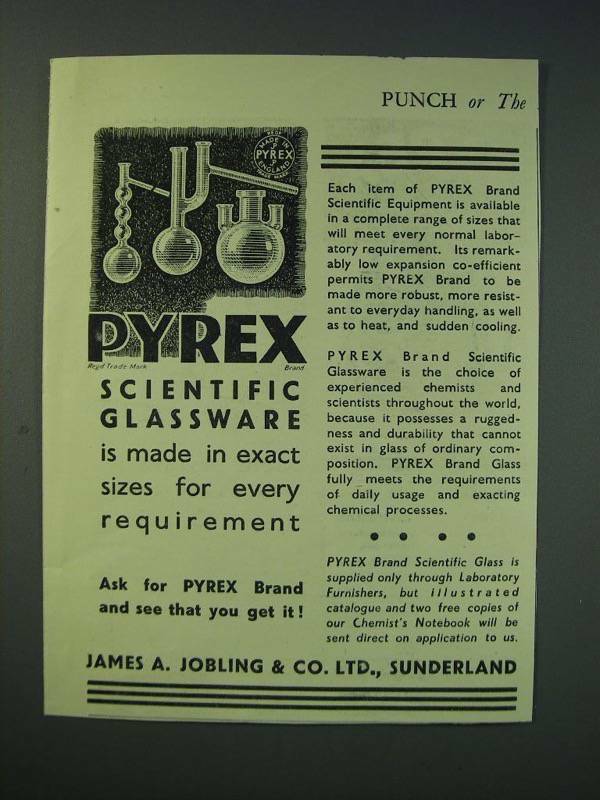 PUNCH or The
REGD
MADE IN
PYREX
ENGLAND
TRADE MARK
PYREX
Regd Trade Mark Brand
SCIENTIFIC
GLASSWARE
is made in exact
sizes for every
requirement
Ask for PYREX Brand
and see that you get it!
Each item of PYREX Brand
Scientific Equipment is available
in a complete range of sizes that
will meet every normal labor-
atory requirement. Its remark-
ably low expansion co-efficient
permits PYREX Brand to be
made more robust, more resist-
ant to everyday handling, as well
as to heat, and sudden cooling.
PYREX Brand Scientific
Glassware is the choice of
experienced chemists and
scientists throughout the world,
because it possesses a rugged-
ness and durability that cannot
exist in glass of ordinary com-
position. PYREX Brand Glass
fully meets the requirements
of daily usage and exacting
chemical processes.
PYREX Brand Scientific Glass is
supplied only through Laboratory
Furnishers, but illustrated
catalogue and two free copies of
our Chemist's Notebook will be
sent direct on application to us.
JAMES A. JOBLING & CO. LTD., SUNDERLAND